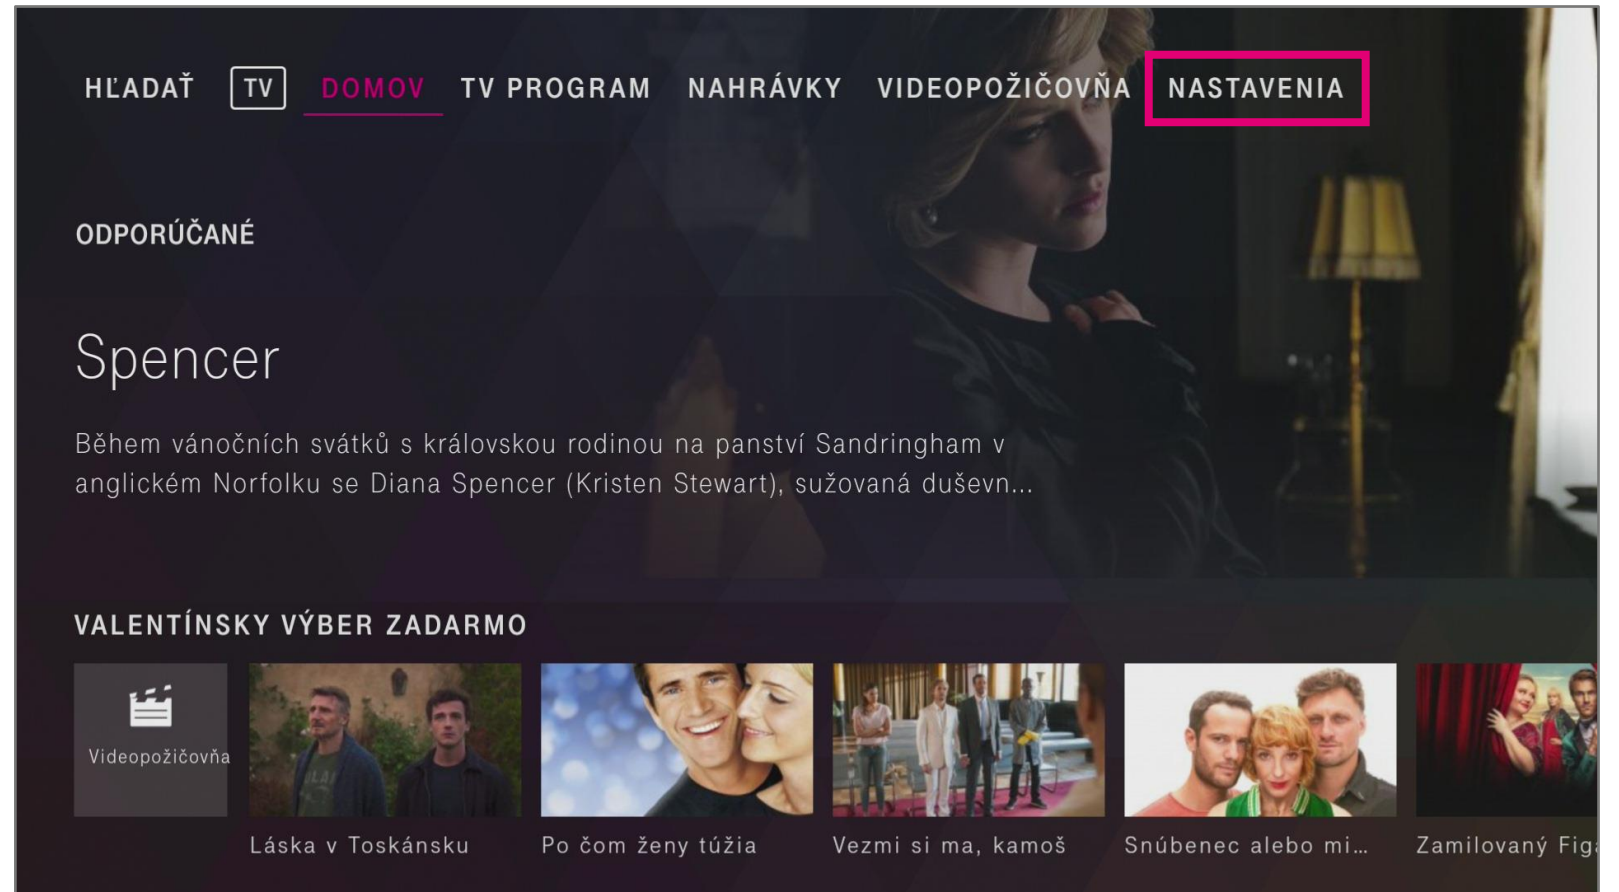 HĽADAŤ TV DOMOV TV PROGRAM NAHRÁVKY VIDEOPOŽIČOVŇA NASTAVENIA
ODPORÚČANÉ
Spencer
Během vánočních svátků s královskou rodinou na panství Sandringham v
anglickém Norfolku se Diana Spencer (Kristen Stewart), sužovaná duševn...
VALENTÍNSKY VÝBER ZADARMO
Videopožičovňa
Láska v Toskánsku
Po čom ženy túžia
Vezmi si ma, kamoš
Snúbenec alebo mi...
Zamilovaný Figa